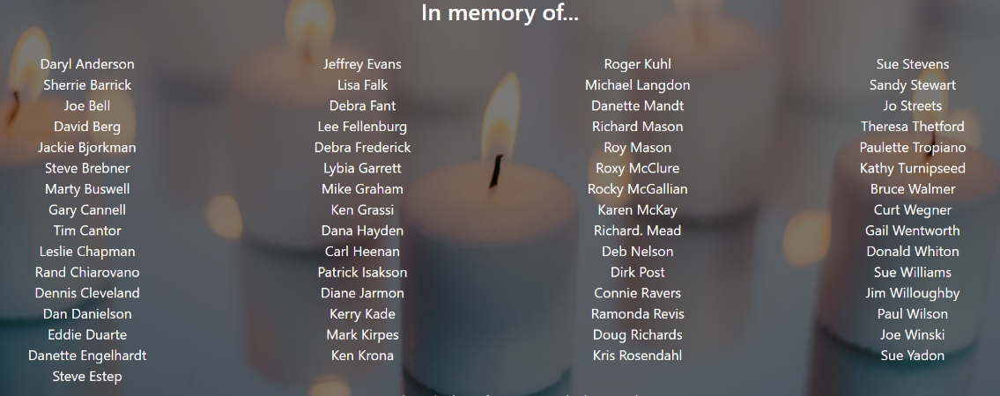 In memory of...
Daryl Anderson
Sherrie Barrick
Joe Bell
David Berg
Jackie Bjorkman
Steve Brebner
Marty Buswell
Gary Cannell
Tim Cantor
Leslie Chapman
Rand Chiarovano
Dennis Cleveland
Dan Danielson
Eddie Duarte
Danette Engelhardt
Steve Estep
Jeffrey Evans
Lisa Falk
Debra Fant
Lee Fellenburg
Debra Frederick
Lybia Garrett
Mike Graham
Ken Grassi
Dana Hayden
Carl Heenan
Patrick Isakson
Diane Jarmon
Kerry Kade
Mark Kirpes
Ken Krona
Roger Kuhl
Michael Langdon
Danette Mandt
Richard Mason
Roy Mason
Roxy McClure
Rocky McGallian
Karen McKay
Richard. Mead
Deb Nelson
Dirk Post
Connie Ravers
Ramonda Revis
Doug Richards
Kris Rosendahl
Sue Stevens
Sandy Stewart
Jo Streets
Theresa Thetford
Paulette Tropiano
Kathy Turnipseed
Bruce Walmer
Curt Wegner
Gail Wentworth
Donald Whiton
Sue Williams
Jim Willoughby
Paul Wilson
Joe Winski
Sue Yadon